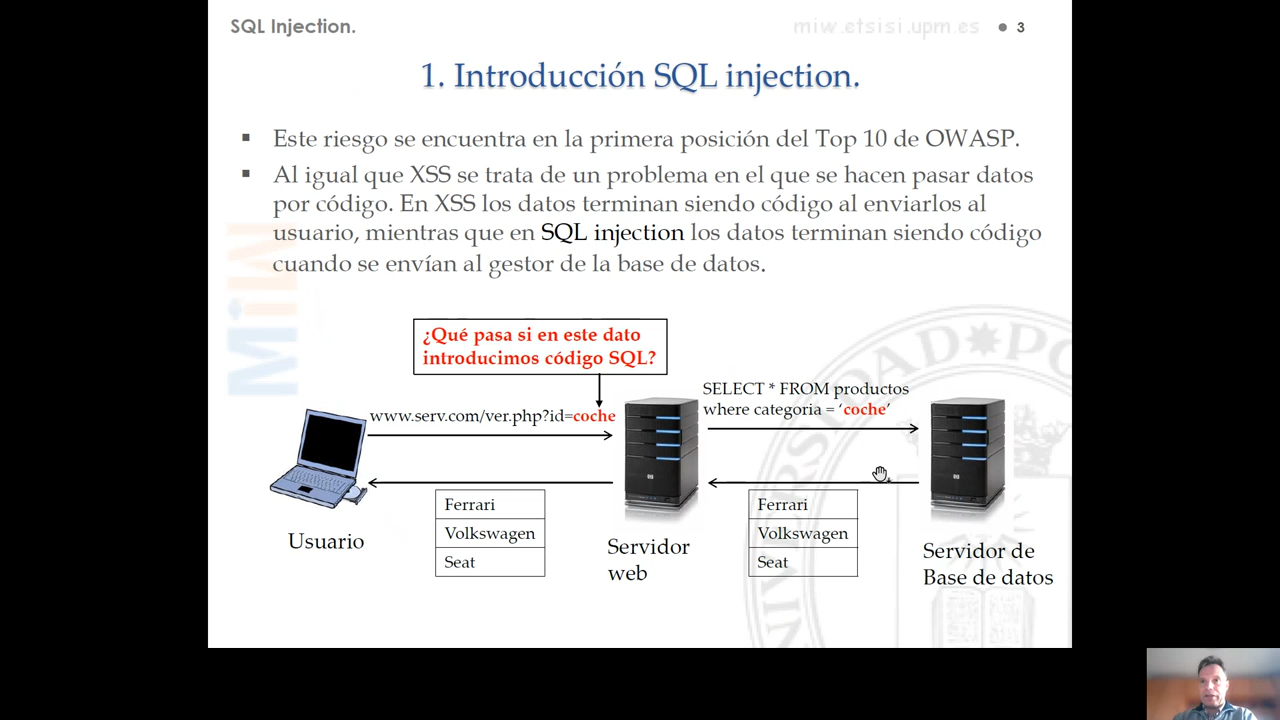 SQL Injection.
miw.etsisi.upm.es
3
1. Introducción SQL injection.
Este riesgo se encuentra en la primera posición del Top 10 de OWASP.
Al igual que XSS se trata de un problema en el que se hacen pasar datos
por código. En XSS los datos terminan siendo código al enviarlos al
usuario, mientras que en SQL injection los datos terminan siendo código
cuando se envían al gestor de la base de datos.
MiW
¿Qué pasa si en este dato
introducimos código SQL?
www.serv.com/ver.php?id=coche
SELECT * FROM productos
where categoria = ‘coche’
Ferrari
Volkswagen
Seat
Ferrari
Volkswagen
Seat
Usuario
Servidor
web
Servidor de
Base de datos